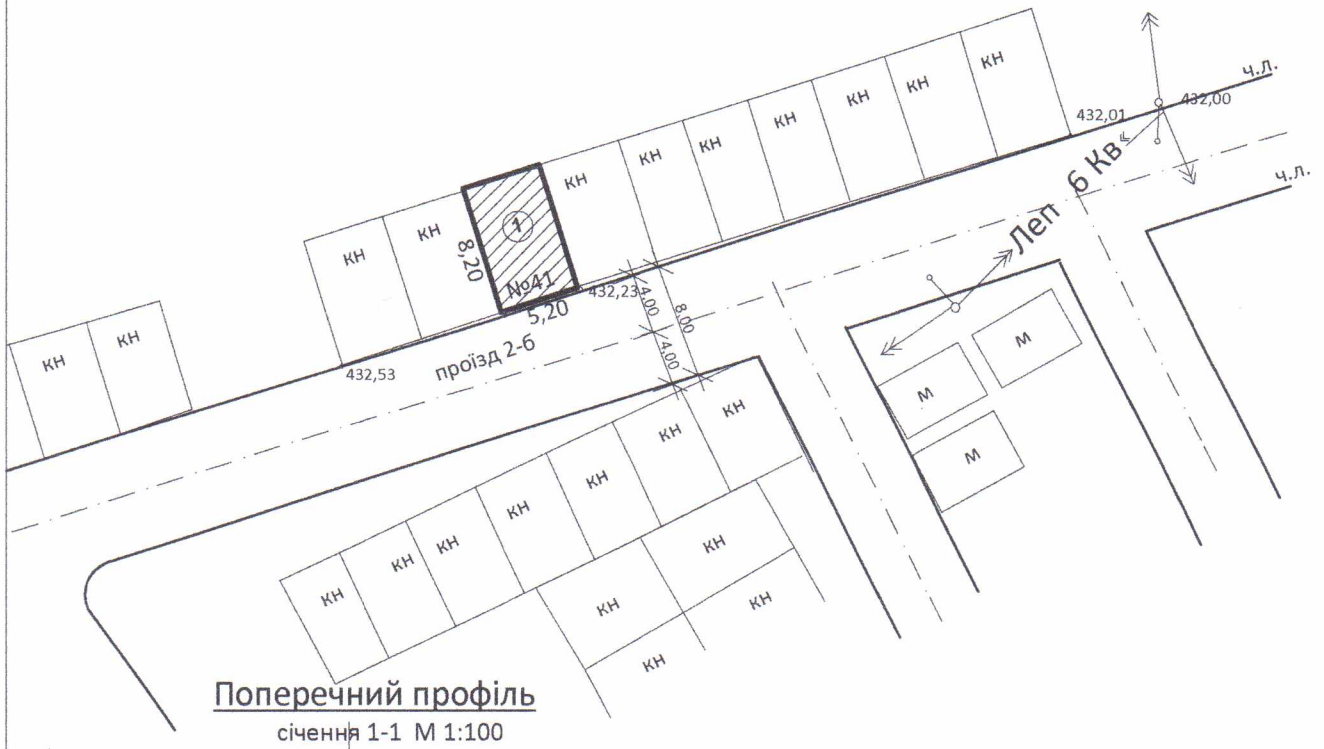 ч.л.
432,00
432,01
Леп 6 Кв
ч.л.
кн
кн
кн
кн
кн
кн
кн
кн
кн
1
8,20
№41
5,20
432,23
4,00
8,00
4,00
кн
кн
432,53
проїзд 2-б
м
м
м
кн
кн
кн
кн
кн
кн
кн
кн
кн
кн
кн
Поперечний профіль
січення 1-1 М 1:100